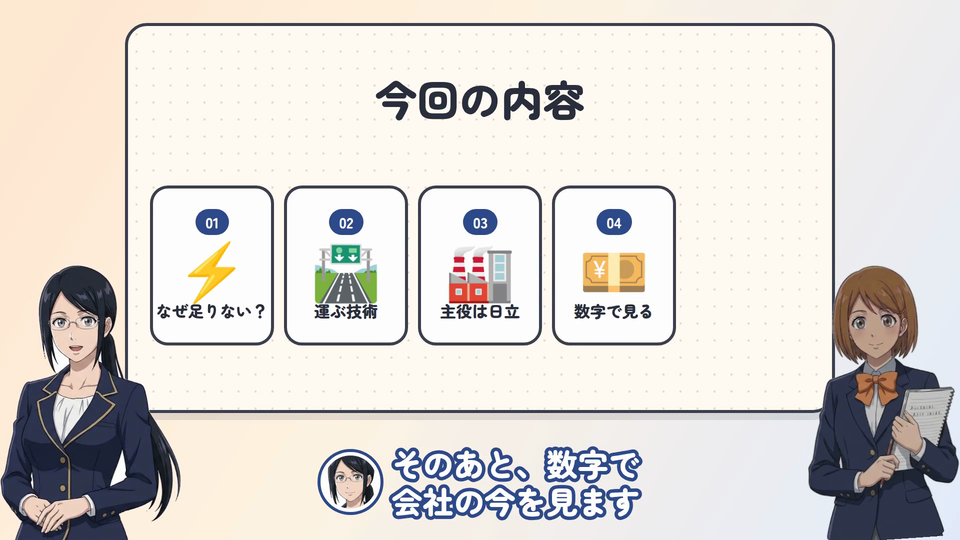 今回の内容
01
なぜ足りない？
02
運ぶ技術
03
主役は日立
04
¥
数字で見る
そのあと、数字で
会社の今を見ます